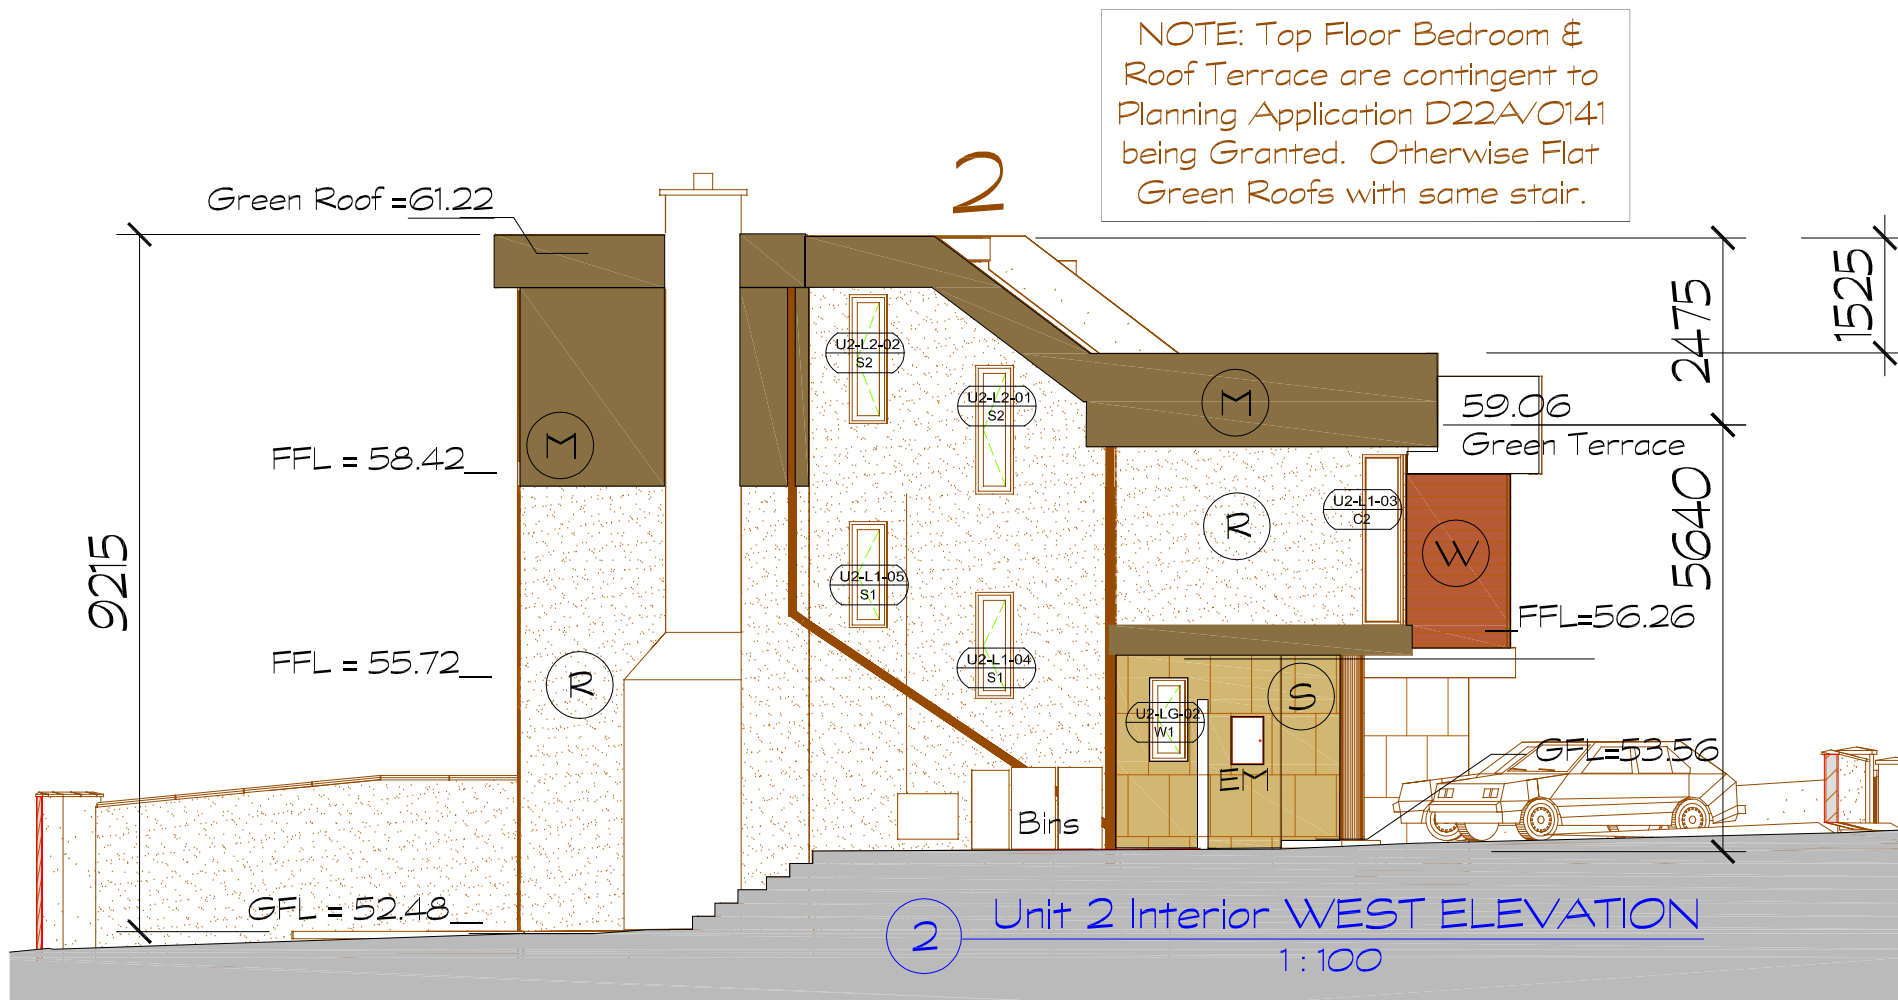 NOTE: Top Floor Bedroom &
Roof Terrace are contingent to
Planning Application D22A/0141
being Granted. Otherwise Flat
Green Roofs with same stair.
2
Green Roof =61.22
1525
2475
U2-L2-02
S2
U2-L2-01
S2
M
59.06
Green Terrace
M
FFL = 58.42
U2-L1-03
C2
R
W
5640
9215
U2-L1-05
S1
FFL=56.26
FFL = 55.72
R
U2-L1-04
S1
S
U2-LG-02
W1
EM
GFL=53.56
Bins
GFL = 52.48
2
Unit 2 Interior WEST ELEVATION
1 : 100